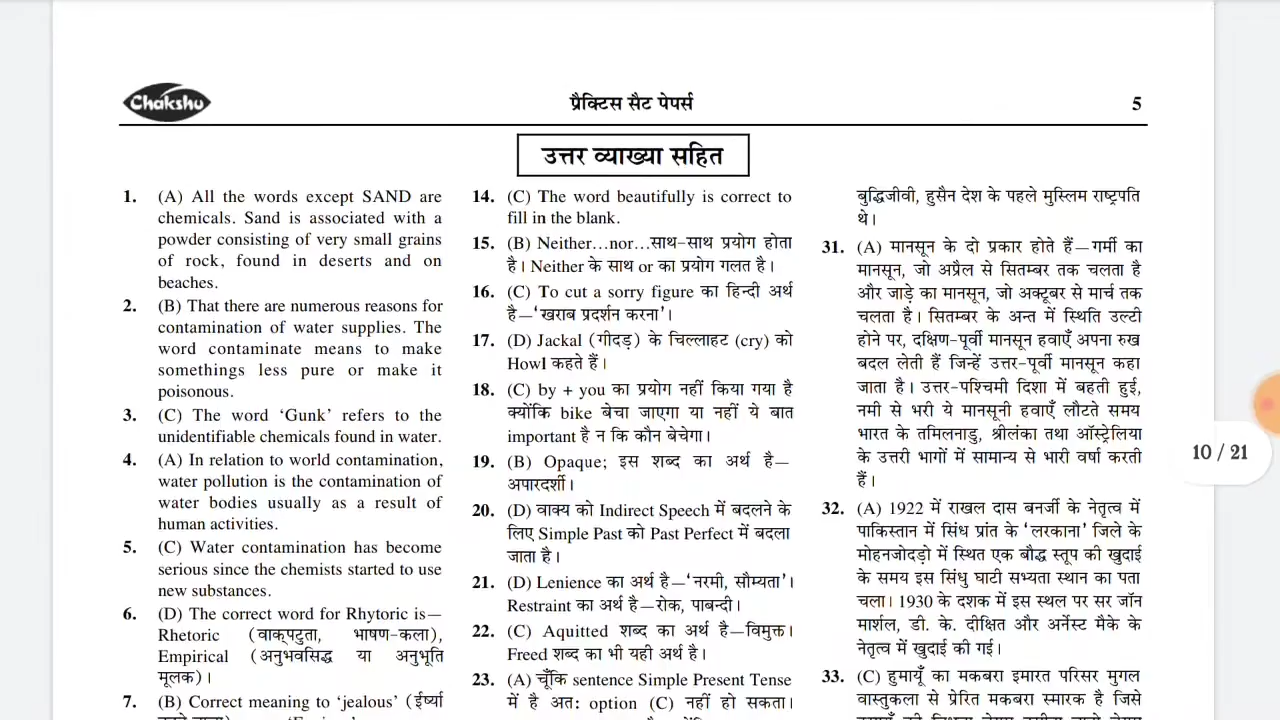 Chakshu
प्रैक्टिस सैट पेपर्स
5
उत्तर व्याख्या सहित
1. (A) All the words except SAND are
chemicals. Sand is associated with a
powder consisting of very small grains
of rock, found in deserts and on
beaches.
2. (B) That there are numerous reasons for
contamination of water supplies. The
word contaminate means to make
somethings less pure or make it
poisonous.
3. (C) The word ‘Gunk’ refers to the
unidentifiable chemicals found in water.
4. (A) In relation to world contamination,
water pollution is the contamination of
water bodies usually as a result of
human activities.
5. (C) Water contamination has become
serious since the chemists started to use
new substances.
6. (D) The correct word for Rhytoric is—
Rhetoric (वाक्पटुता, भाषण-कला),
Empirical (अनुभवसिद्ध या अनुभूति
मूलक)।
7. (B) Correct meaning to ‘jealous’ (ईर्ष्या
14. (C) The word beautifully is correct to
fill in the blank.
15. (B) Neither…nor…साथ-साथ प्रयोग होता
है। Neither के साथ or का प्रयोग गलत है।
16. (C) To cut a sorry figure का हिन्दी अर्थ
है—‘खराब प्रदर्शन करना’।
17. (D) Jackal (गीदड़) के चिल्लाहट (cry) को
Howl कहते हैं।
18. (C) by + you का प्रयोग नहीं किया गया है
क्योंकि bike बेचा जाएगा या नहीं ये बात
important है न कि कौन बेचेगा।
19. (B) Opaque; इस शब्द का अर्थ है—
अपारदर्शी।
20. (D) वाक्य को Indirect Speech में बदलने के
लिए Simple Past को Past Perfect में बदला
जाता है।
21. (D) Lenience का अर्थ है—‘नरमी, सौम्यता’।
Restraint का अर्थ है—रोक, पाबन्दी।
22. (C) Aquitted शब्द का अर्थ है—विमुक्त।
Freed शब्द का भी यही अर्थ है।
23. (A) चूँकि sentence Simple Present Tense
में है अत: option (C) नहीं हो सकता।
बुद्धिजीवी, हुसैन देश के पहले मुस्लिम राष्ट्रपति
थे।
31. (A) मानसून के दो प्रकार होते हैं—गर्मी का
मानसून, जो अप्रैल से सितम्बर तक चलता है
और जाड़े का मानसून, जो अक्टूबर से मार्च तक
चलता है। सितम्बर के अन्त में स्थिति उल्टी
होने पर, दक्षिण-पूर्वी मानसून हवाएँ अपना रुख
बदल लेती हैं जिन्हें उत्तर-पूर्वी मानसून कहा
जाता है। उत्तर-पश्चिमी दिशा में बहती हुई,
नमी से भरी ये मानसूनी हवाएँ लौटते समय
भारत के तमिलनाडु, श्रीलंका तथा ऑस्ट्रेलिया
के उत्तरी भागों में सामान्य से भारी वर्षा करती
हैं।
32. (A) 1922 में राखल दास बनर्जी के नेतृत्व में
पाकिस्तान में सिंध प्रांत के ‘लरकाना’ जिले के
मोहनजोदड़ो में स्थित एक बौद्ध स्तूप की खुदाई
के समय इस सिंधु घाटी सभ्यता स्थान का पता
चला। 1930 के दशक में इस स्थल पर सर जॉन
मार्शल, डी. के. दीक्षित और अर्नेस्ट मैके के
नेतृत्व में खुदाई की गई।
33. (C) हुमायूँ का मकबरा इमारत परिसर मुगल
वास्तुकला से प्रेरित मकबरा स्मारक है जिसे
10 / 21